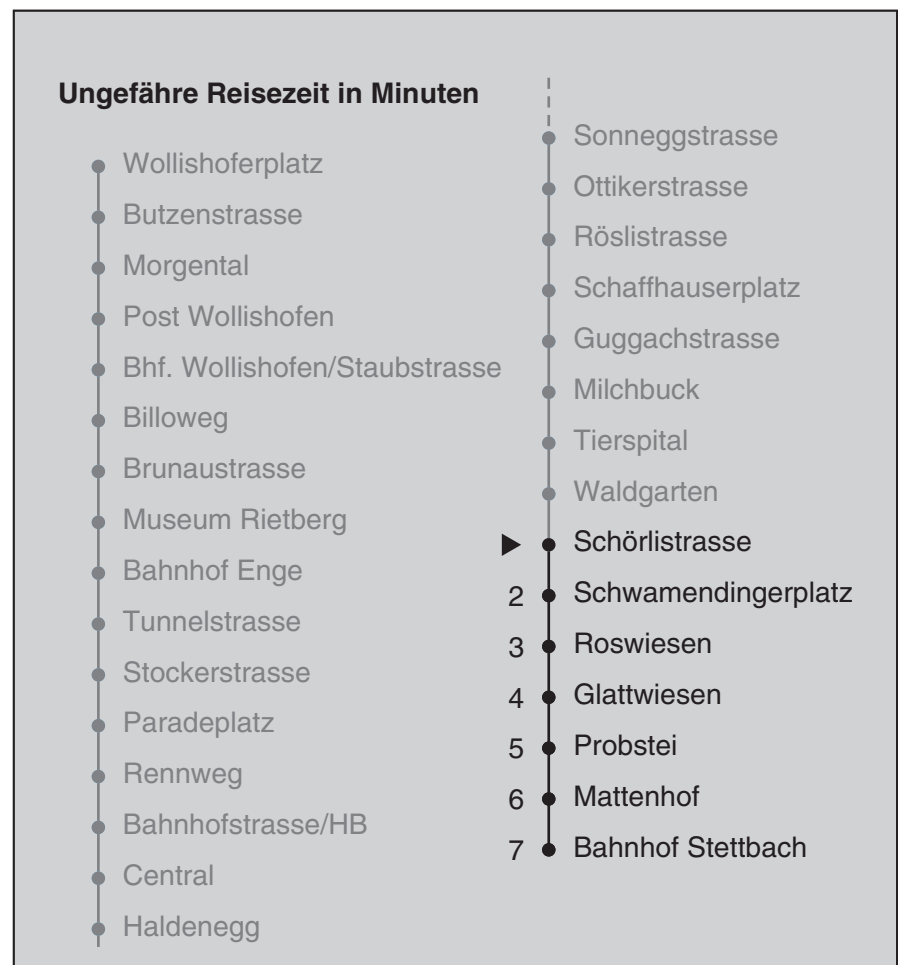 Ungefähre Reisezeit in Minuten
Wollishoferplatz
Butzenstrasse
Morgental
Post Wollishofen
Bhf. Wollishofen/Staubstrasse
Billoweg
Brunaustrasse
Museum Rietberg
Bahnhof Enge
Tunnelstrasse
Stockerstrasse
Paradeplatz
Rennweg
Bahnhofstrasse/HB
Central
Haldenegg
Sonneggstrasse
Ottikerstrasse
Röslistrasse
Schaffhauserplatz
Guggachstrasse
Milchbuck
Tierspital
Waldgarten
Schörlistrasse
2 Schwamendingerplatz
3 Roswiesen
4 Glattwiesen
5 Probstei
6 Mattenhof
7 Bahnhof Stettbach